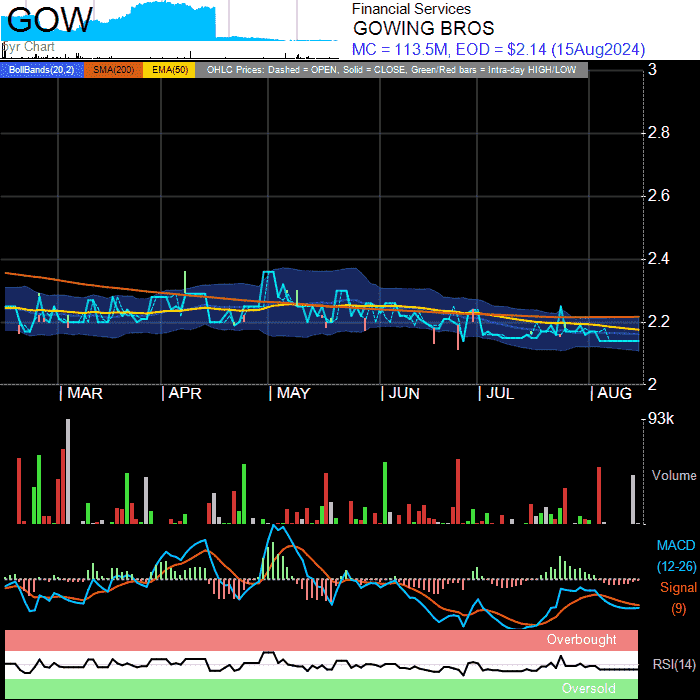 GOW
byr Chart
Financial Services
GOWING BROS
MC = 113.5M, EOD = $2.14 (15Aug2024)
BollBands(20,2) SMA(200) EMA(50) OHLC Prices: Dashed = OPEN, Solid = CLOSE, Green/Red bars = Intra-day HIGH/LOW
3
2.8
2.6
2.4
2.2
2
MAR APR MAY JUN JUL AUG
93k
Volume
MACD
(12-26)
Signal
(9)
Overbought
RSI(14)
Oversold